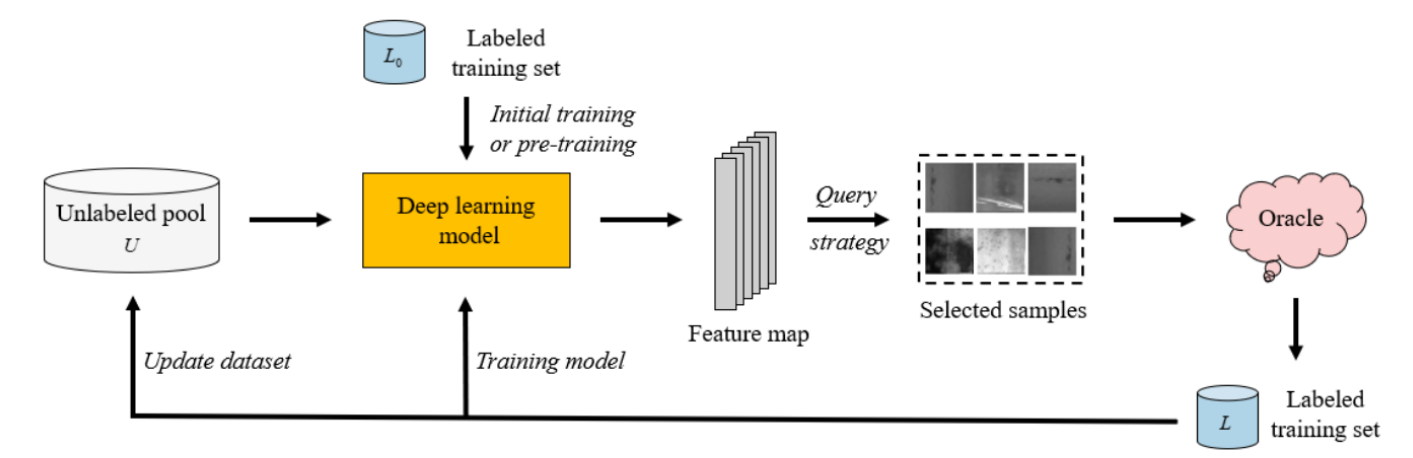 L₀
Labeled
training set
Initial training
or pre-training
Unlabeled pool
U
Deep learning
model
Feature map
Query
strategy
Selected samples
Oracle
Update dataset
Training model
L
Labeled
training set